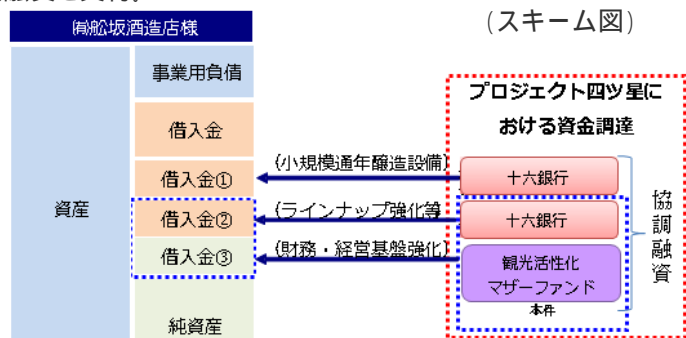 (スキーム図)
㈲舩坂酒造店様
事業用負債
プロジェクト四ツ星に
おける資金調達
借入金
(小規模通年醸造設備)
借入金①
十六銀行
資産
(ラインナップ強化等
借入金②
十六銀行
協調融資
(財務・経営基盤強化)
借入金③
観光活性化
マザーファンド
本件
純資産